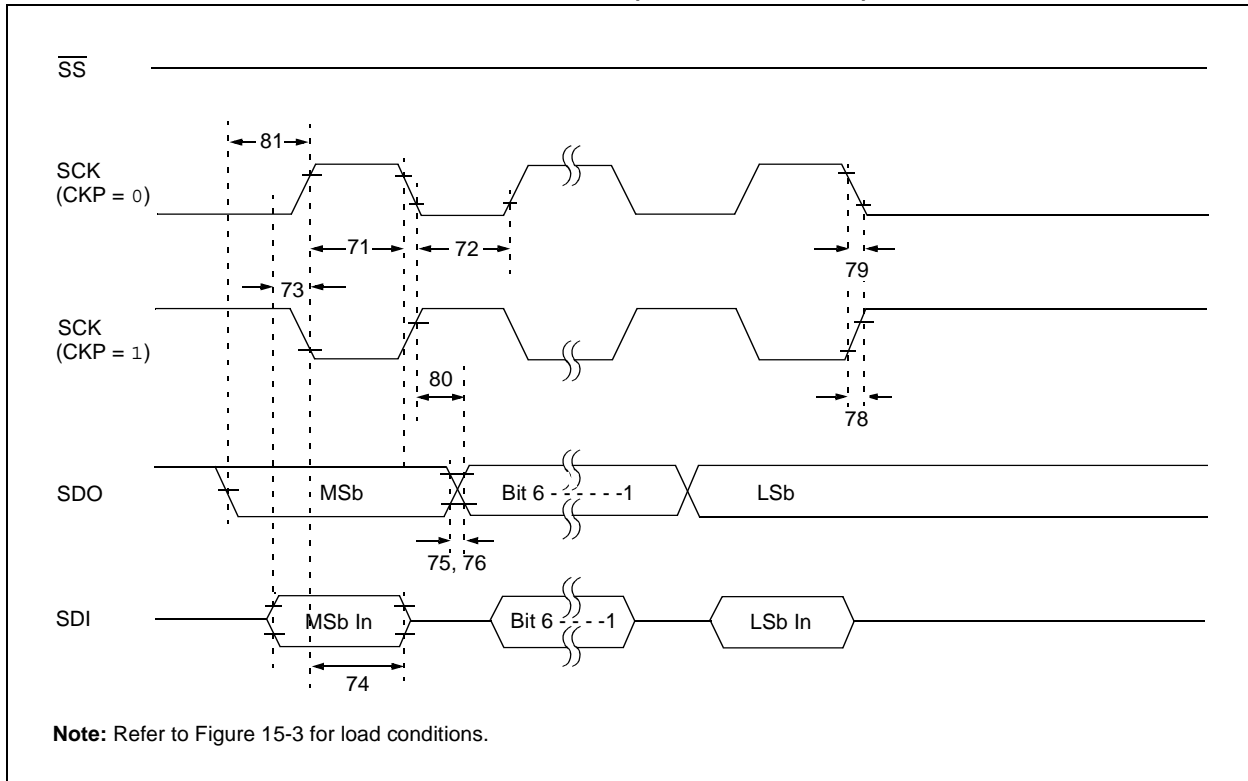 SS
81
SCK
(CKP = 0)
71
72
79
73
SCK
(CKP = 1)
80
78
SDO
MSb
Bit 6 - - - - - - -1
LSb
75, 76
SDI
MSb In
Bit 6 - - - - -1
LSb In
74
Note: Refer to Figure 15-3 for load conditions.